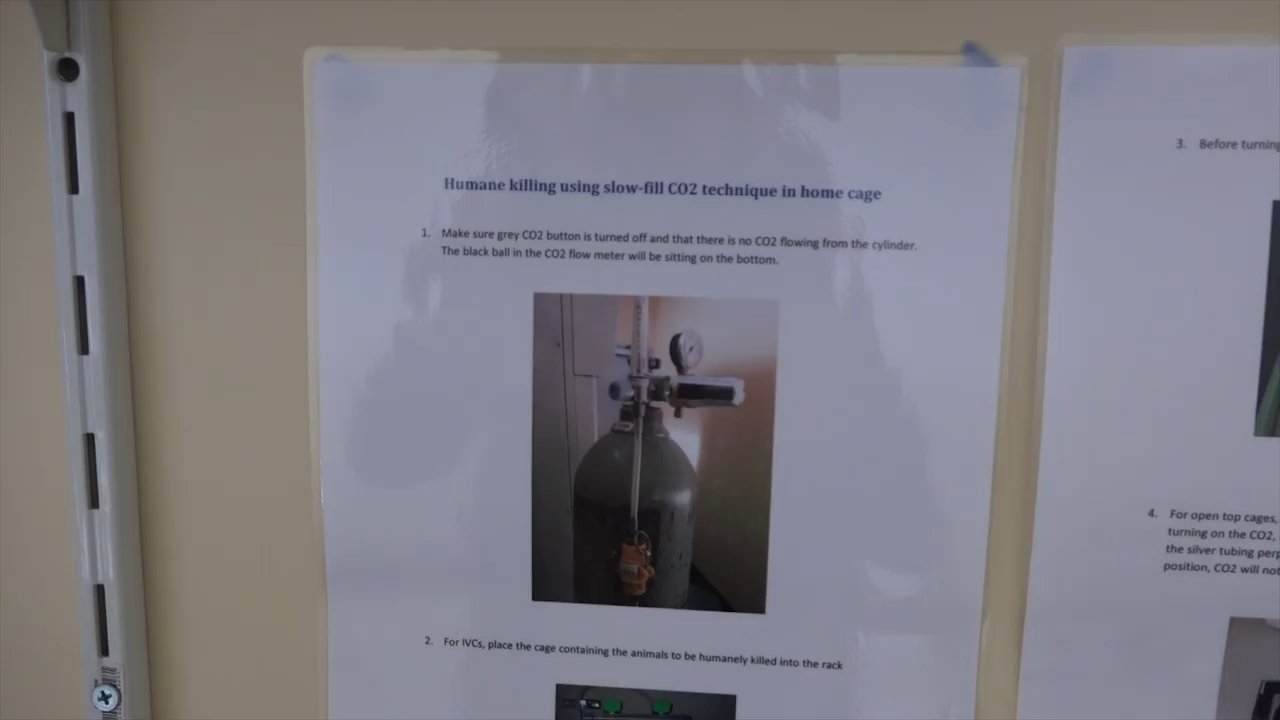 Humane killing using slow-fill CO2 technique in home cage
1. Make sure grey CO2 button is turned off and that there is no CO2 flowing from the cylinder.
The black ball in the CO2 flow meter will be sitting on the bottom.
2. For IVCs, place the cage containing the animals to be humanely killed into the rack
3. Before turning
4. For open top cages,
turning on the CO2,
the silver tubing
position, CO2 will not